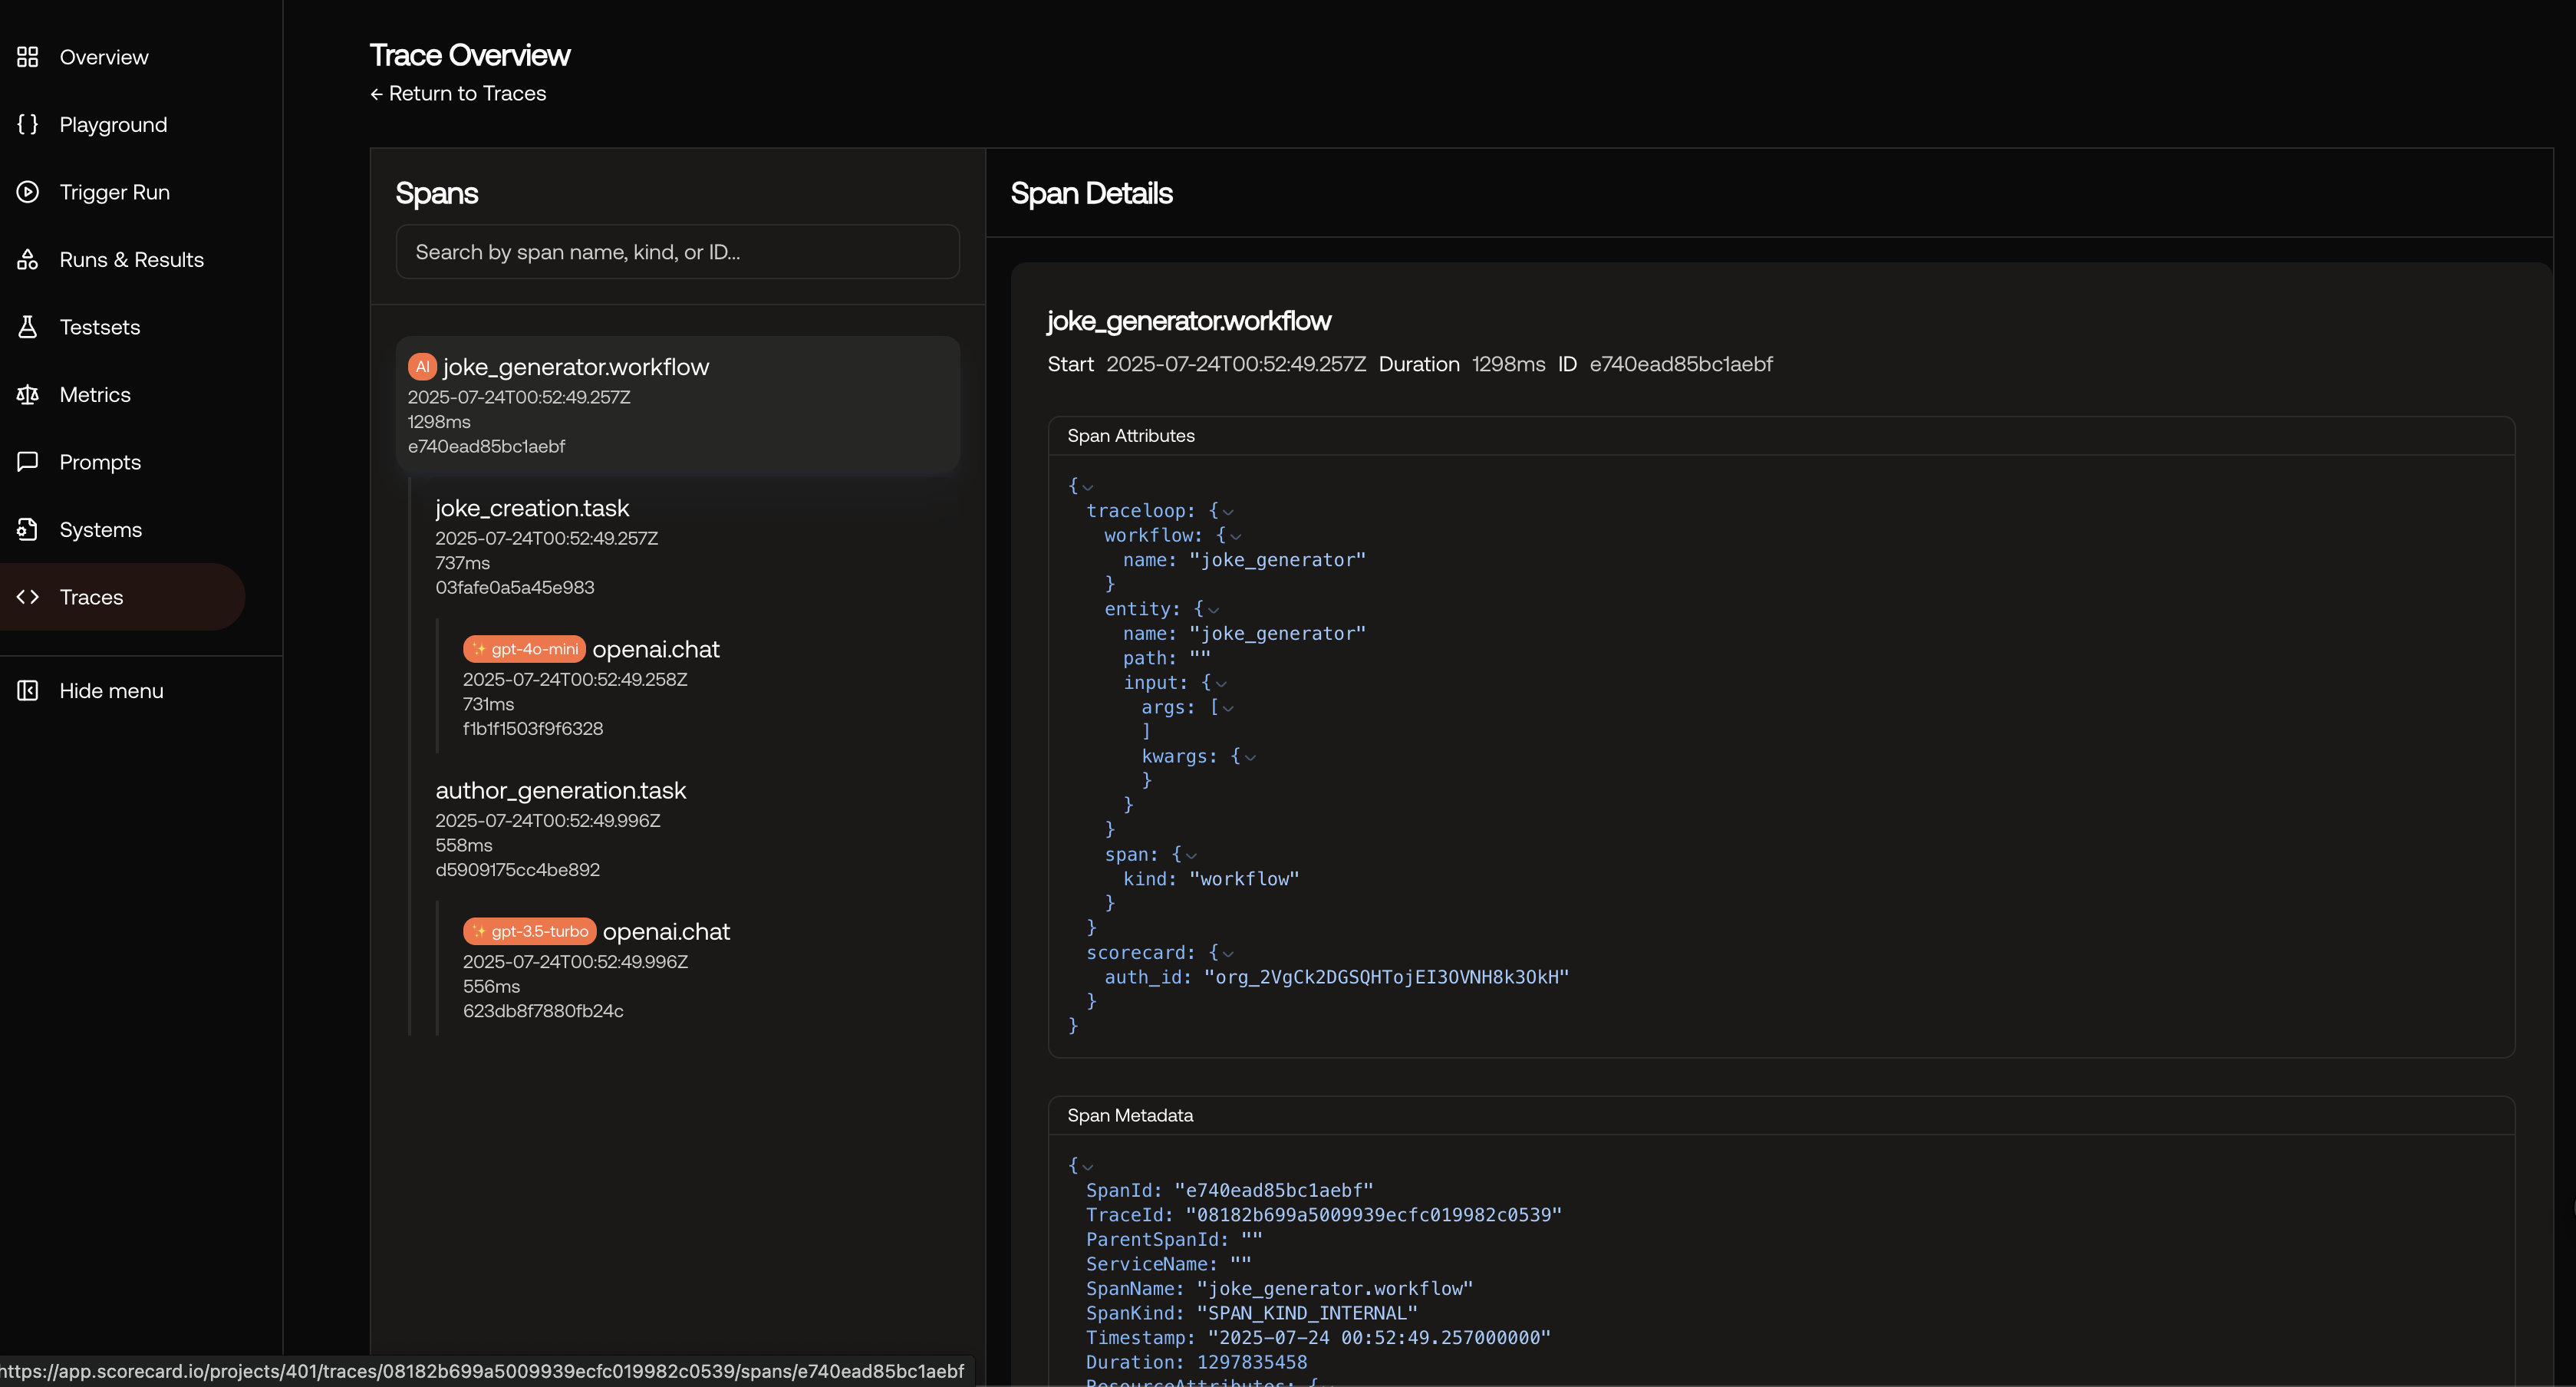 Overview
Playground
Trigger Run
Runs & Results
Testsets
Metrics
Prompts
Systems
Traces
Hide menu
Trace Overview
← Return to Traces
Spans
Search by span name, kind, or ID...
AI joke_generator.workflow
2025-07-24T00:52:49.257Z
1298ms
e740ead85bc1aebf
joke_creation.task
2025-07-24T00:52:49.257Z
737ms
03fafe0a5a45e983
✨ gpt-4o-mini openai.chat
2025-07-24T00:52:49.258Z
731ms
f1b1f1503f9f6328
author_generation.task
2025-07-24T00:52:49.996Z
558ms
d5909175cc4be892
✨ gpt-3.5-turbo openai.chat
2025-07-24T00:52:49.996Z
556ms
623db8f7880fb24c
Span Details
joke_generator.workflow
Start 2025-07-24T00:52:49.257Z Duration 1298ms ID e740ead85bc1aebf
Span Attributes
{
traceloop: {
workflow: {
name: "joke_generator"
}
entity: {
name: "joke_generator"
path: ""
input: {
args: [
]
kwargs: {
}
}
}
span: {
kind: "workflow"
}
}
scorecard: {
auth_id: "org_2VgCk2DGSQHTojEI3OVNH8k3OkH"
}
}
Span Metadata
{
SpanId: "e740ead85bc1aebf"
TraceId: "08182b699a5009939ecfc019982c0539"
ParentSpanId: ""
ServiceName: ""
SpanName: "joke_generator.workflow"
SpanKind: "SPAN_KIND_INTERNAL"
Timestamp: "2025-07-24 00:52:49.257000000"
Duration: 1297835458
ResourceAttributes: {
https://app.scorecard.io/projects/401/traces/08182b699a5009939ecfc019982c0539/spans/e740ead85bc1aebf